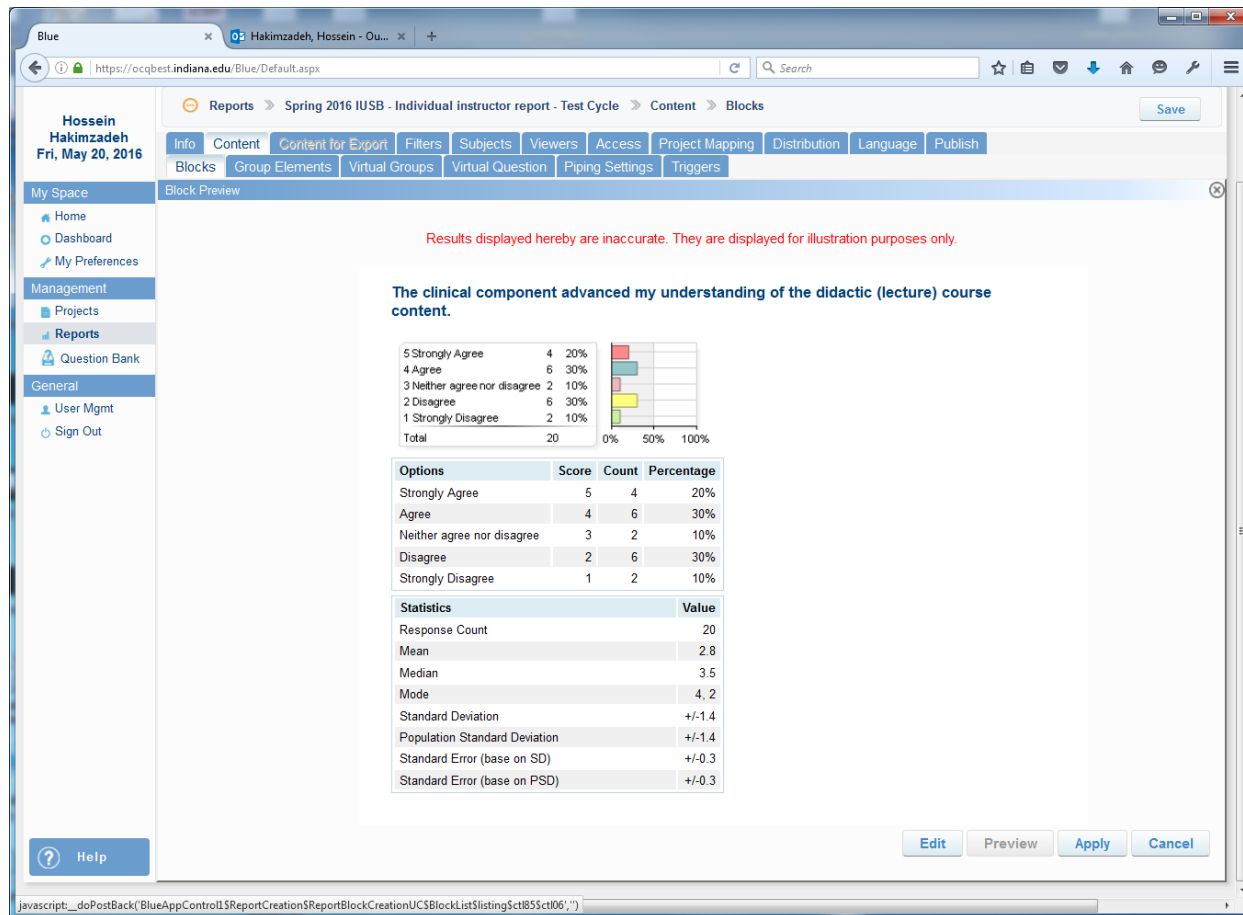 Blue
Hakimzadeh, Hossein - Ou...
https://ocqbest.indiana.edu/Blue/Default.aspx
Search
Hossein
Hakimzadeh
Fri, May 20, 2016
My Space
Home
Dashboard
My Preferences
Management
Projects
Reports
Question Bank
General
User Mgmt
Sign Out
Help
Reports » Spring 2016 IUSB - Individual instructor report - Test Cycle » Content » Blocks
Save
Info Content Content for Export Filters Subjects Viewers Access Project Mapping Distribution Language Publish
Blocks Group Elements Virtual Groups Virtual Question Piping Settings Triggers
Block Preview
Results displayed hereby are inaccurate. They are displayed for illustration purposes only.
The clinical component advanced my understanding of the didactic (lecture) course
content.
5 Strongly Agree 4 20%
4 Agree 6 30%
3 Neither agree nor disagree 2 10%
2 Disagree 6 30%
1 Strongly Disagree 2 10%
Total 20
0% 50% 100%
Options Score Count Percentage
Strongly Agree 5 4 20%
Agree 4 6 30%
Neither agree nor disagree 3 2 10%
Disagree 2 6 30%
Strongly Disagree 1 2 10%
Statistics Value
Response Count 20
Mean 2.8
Median 3.5
Mode 4, 2
Standard Deviation +/-1.4
Population Standard Deviation +/-1.4
Standard Error (base on SD) +/-0.3
Standard Error (base on PSD) +/-0.3
Edit Preview Apply Cancel
javascript:__doPostBack('BlueAppControl1$ReportCreation$ReportBlockCreationUC$BlockList$listing$ctl85$ctl06','')